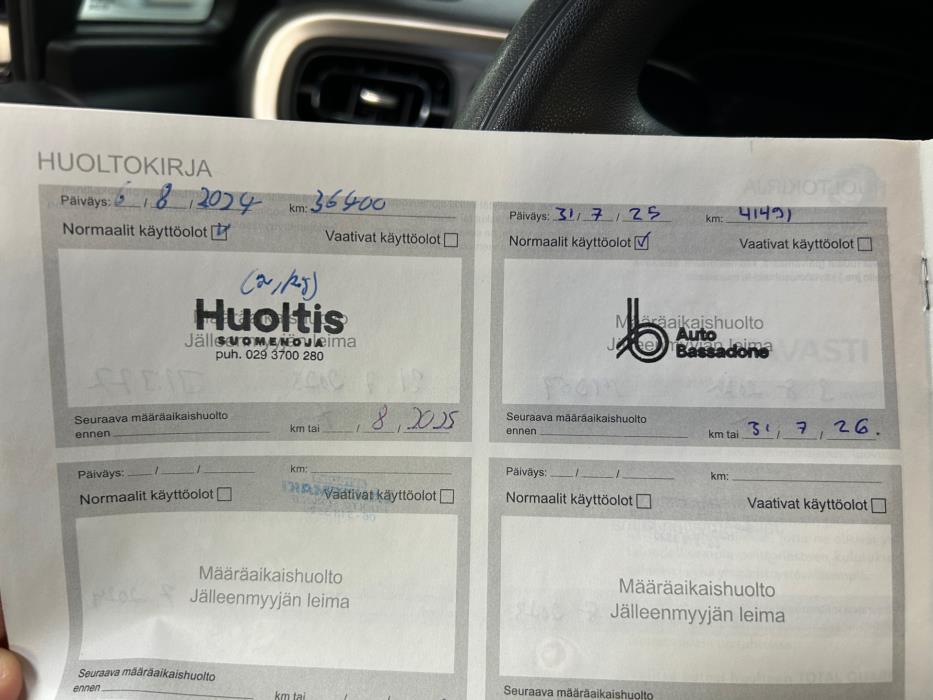 HUOLTOKIRJA
Päiväys: 6 / 8 / 2024 km: 36400
Normaalit käyttöolot Vaativat käyttöolot
Huoltis
SUOMENOJA
Jälleenmyyjän leima
puh. 029 3700 280
Seuraava määräaikaishuolto
ennen km tai / 8 / 2025
Päiväys: 31 / 7 / 25 km: 41491
Normaalit käyttöolot Vaativat käyttöolot
Määräaikaishuolto
Jälleenmyyjän leima
Auto
Bassadone
Seuraava määräaikaishuolto
ennen km tai 31 / 7 / 26.
Päiväys: / / km:
Normaalit käyttöolot Vaativat käyttöolot
Määräaikaishuolto
Jälleenmyyjän leima
Seuraava määräaikaishuolto
ennen km tai
Päiväys: / / km:
Normaalit käyttöolot Vaativat käyttöolot
Määräaikaishuolto
Jälleenmyyjän leima
Seuraava määräaikaishuolto